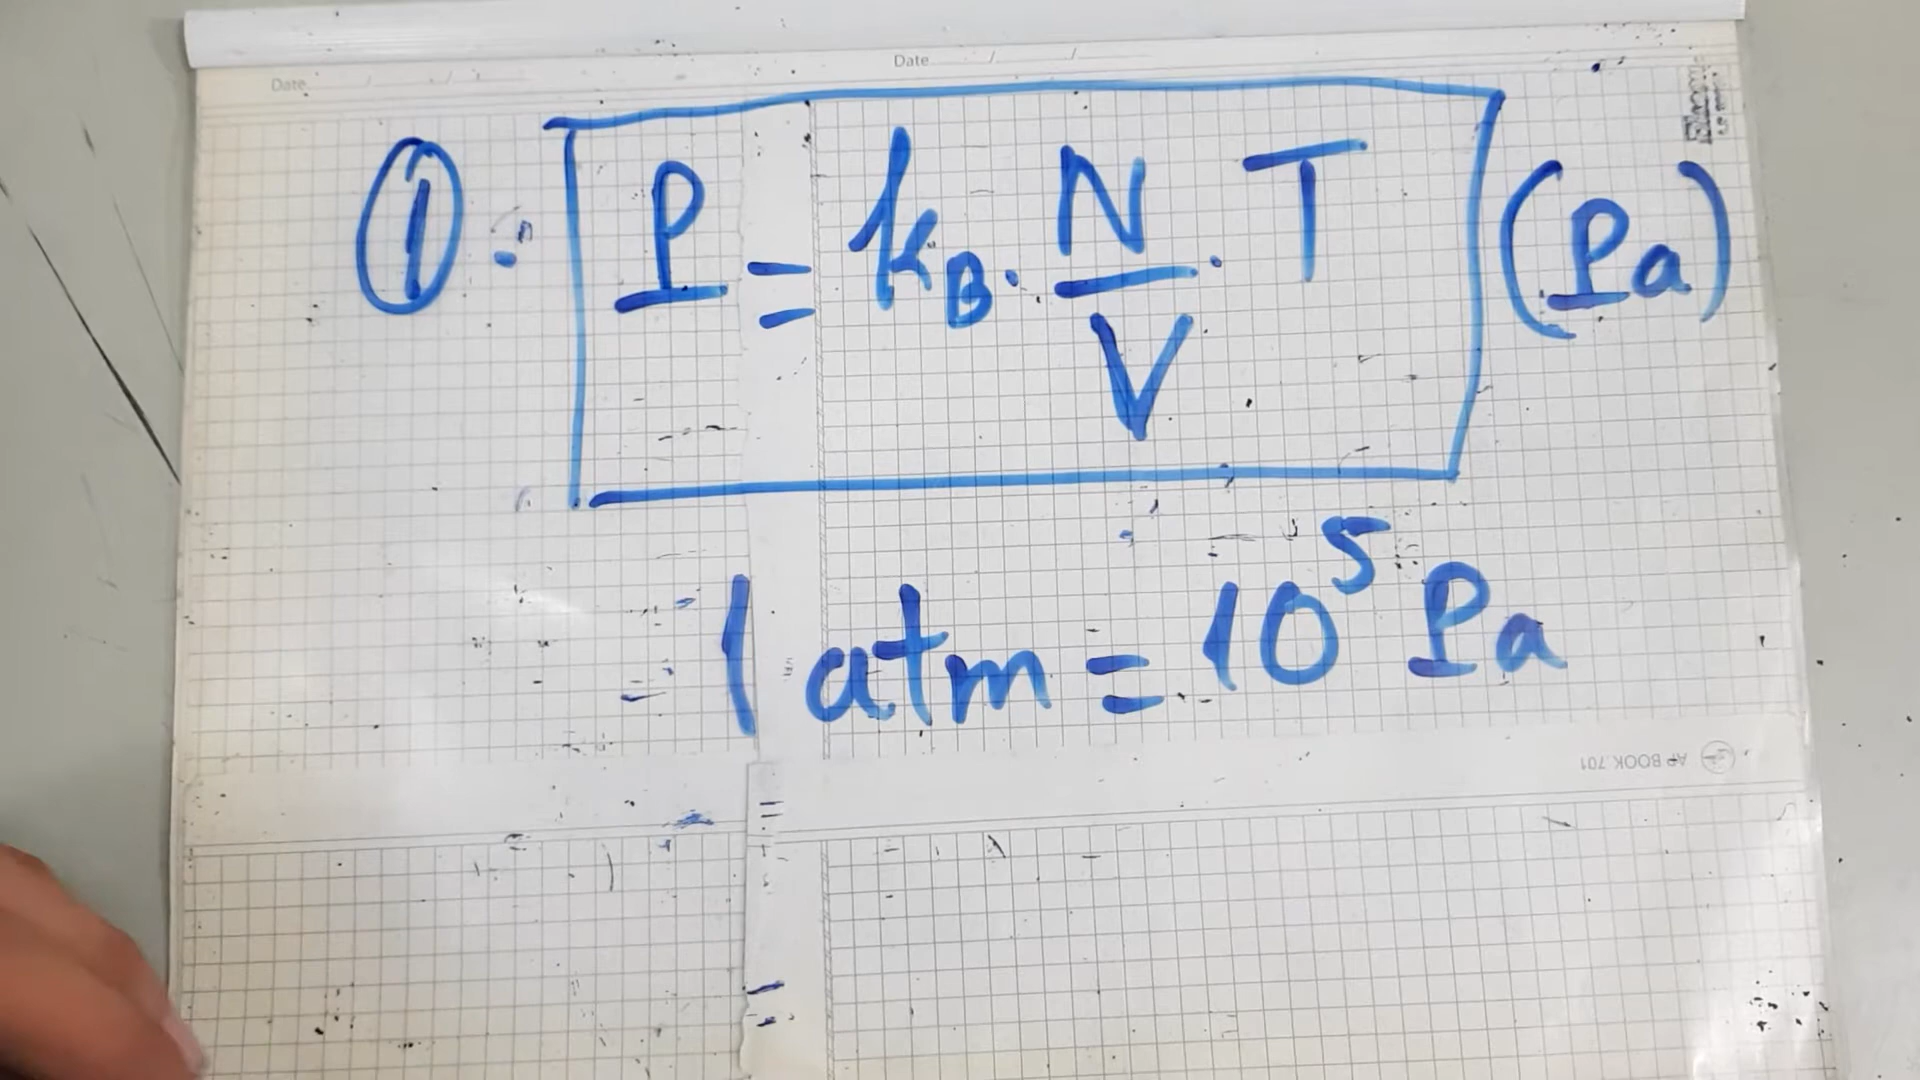 Date / /
Date / /
① : P = k_B · N/V · T (Pa)
= 1 atm = 10^5 Pa
AP BOOK 701